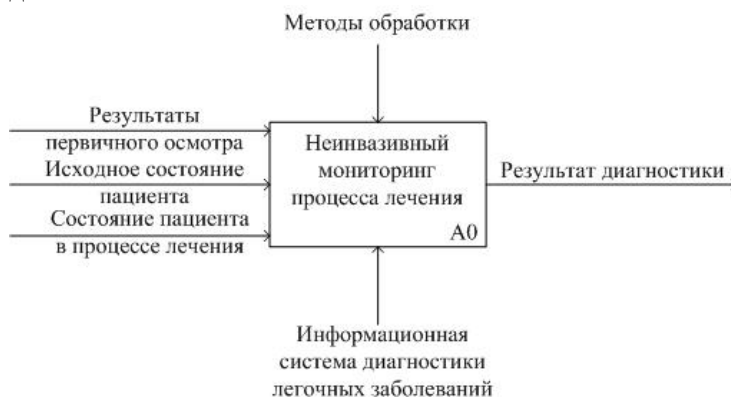 Методы обработки
Результаты
первичного осмотра
Исходное состояние
пациента
Состояние пациента
в процессе лечения
Неинвазивный
мониторинг
процесса лечения
А0
Результат диагностики
Информационная
система диагностики
легочных заболеваний